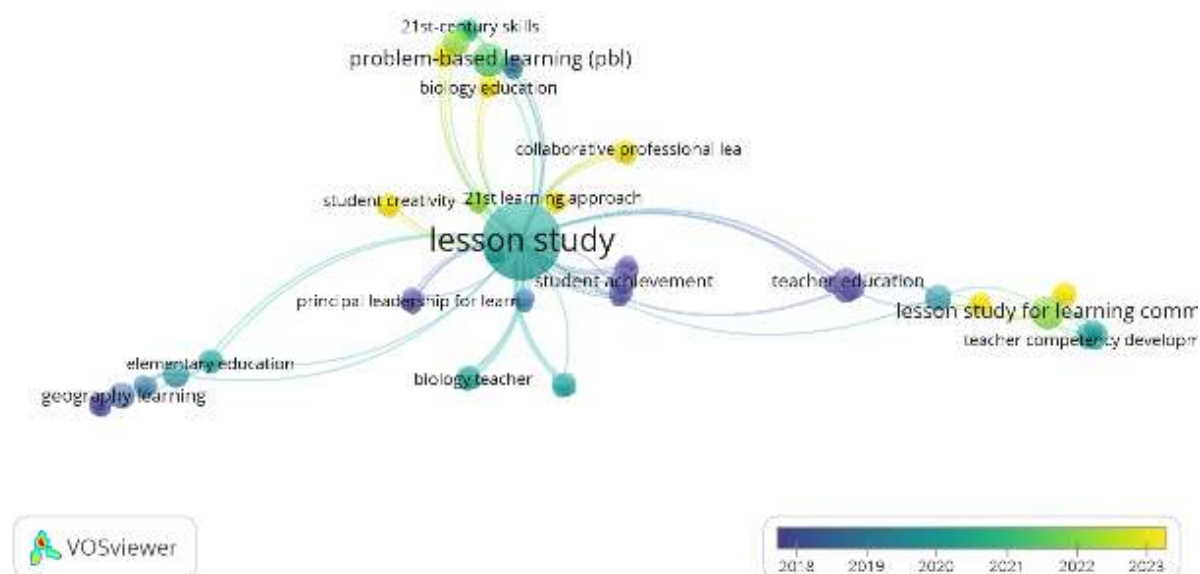 21st-century skills
problem-based learning (pbl)
biology education
collaborative professional lea
student creativity
21st learning approach
lesson study
student achievement
teacher education
principal leadership for learn
lesson study for learning comm
teacher competency developm
elementary education
biology teacher
geography learning
VOSviewer
2018 2019 2020 2021 2022 2023